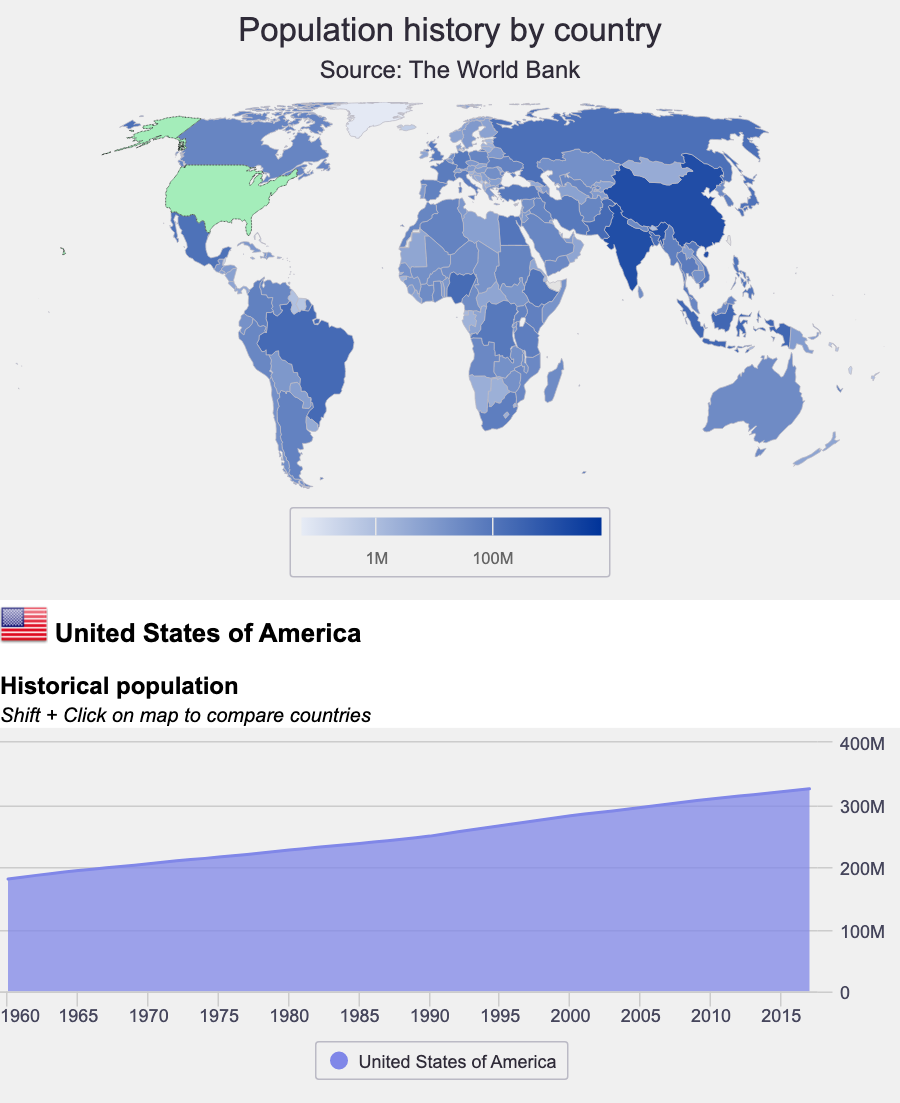 Population history by country
Source: The World Bank
1M 100M
United States of America
Historical population
Shift + Click on map to compare countries
400M
300M
200M
100M
0
1960 1965 1970 1975 1980 1985 1990 1995 2000 2005 2010 2015
United States of America